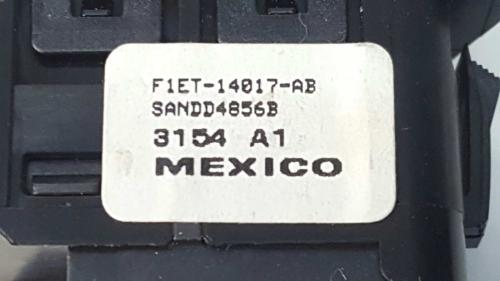 F1ET-14017-AB
SANDD4856B
3154 A1
MEXICO